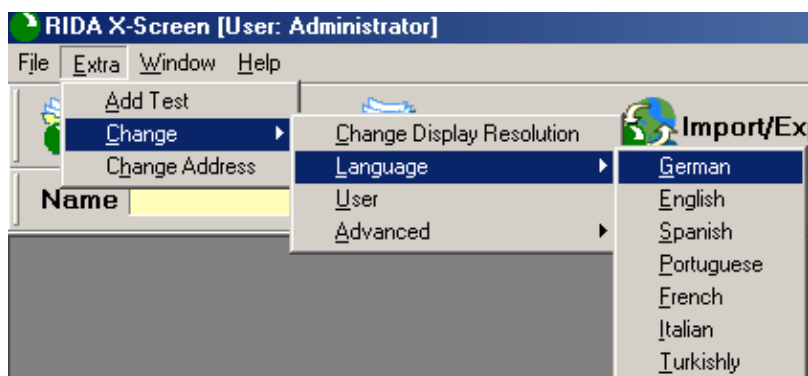 RIDA X-Screen [User: Administrator]
File Extra Window Help
Add Test
Change
Change Address
Change Display Resolution
Language
User
Advanced
German
English
Spanish
Portuguese
French
Italian
Turkishly
Import/Ex
Name